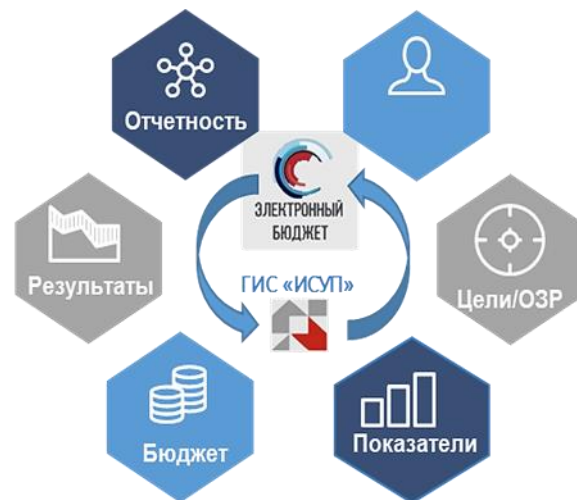 Отчетность
ЭЛЕКТРОННЫЙ
БЮДЖЕТ
Результаты
ГИС «ИСУП»
Цели/ОЗР
Бюджет
Показатели